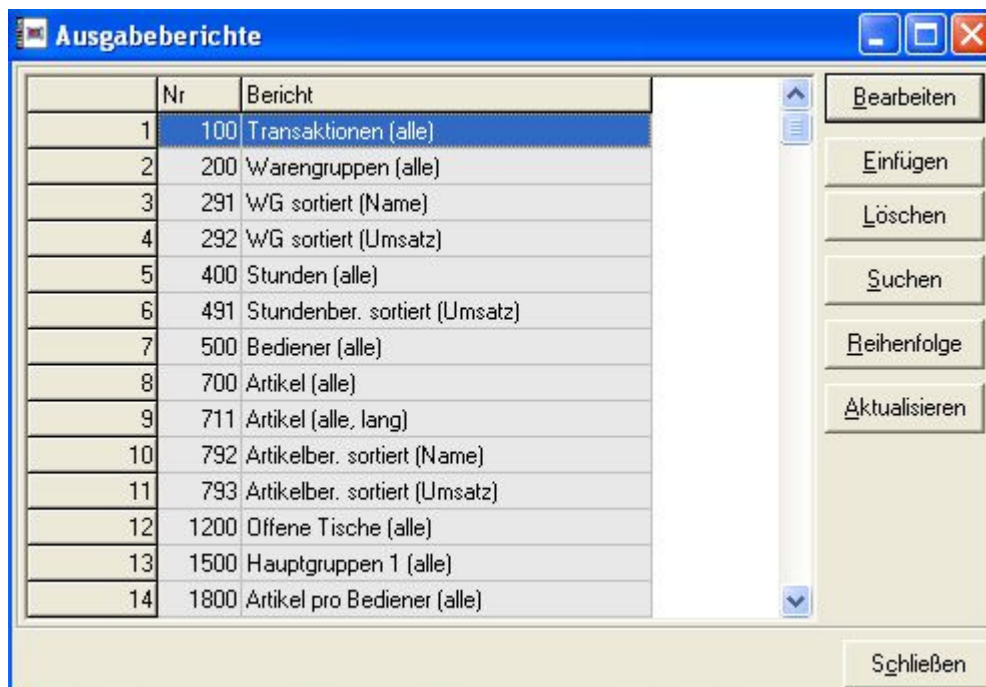 Ausgabeberichte
Nr Bericht
1 100 Transaktionen (alle)
2 200 Warengruppen (alle)
3 291 WG sortiert (Name)
4 292 WG sortiert (Umsatz)
5 400 Stunden (alle)
6 491 Stundenber. sortiert (Umsatz)
7 500 Bediener (alle)
8 700 Artikel (alle)
9 711 Artikel (alle, lang)
10 792 Artikelber. sortiert (Name)
11 793 Artikelber. sortiert (Umsatz)
12 1200 Offene Tische (alle)
13 1500 Hauptgruppen 1 (alle)
14 1800 Artikel pro Bediener (alle)
Bearbeiten
Einfügen
Löschen
Suchen
Reihenfolge
Aktualisieren
Schließen